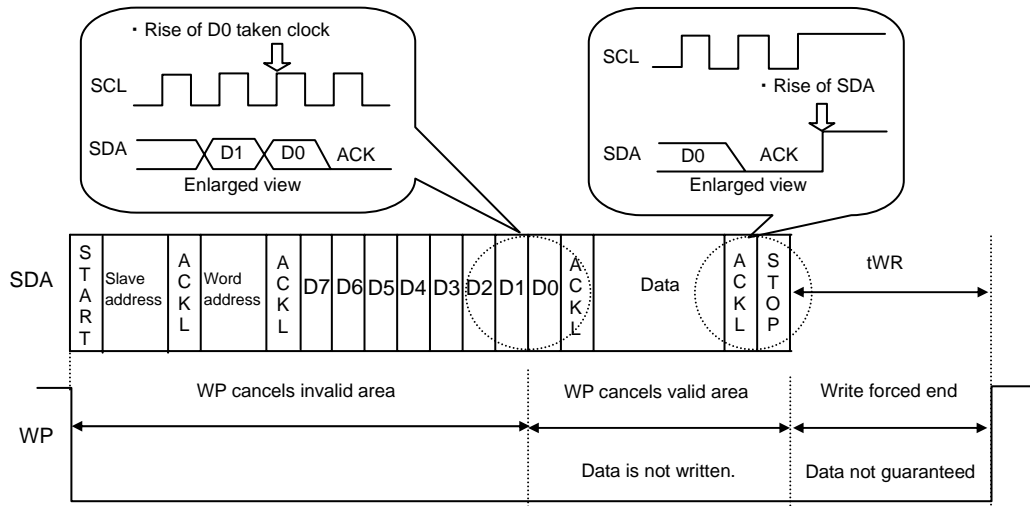 ・ Rise of D0 taken clock
SCL
SDA
D1
D0
ACK
Enlarged view
SCL
・ Rise of SDA
SDA
D0
ACK
Enlarged view
SDA
START
Slave
address
ACKL
Word
address
ACKL
D7
D6
D5
D4
D3
D2
D1
D0
ACKL
Data
ACKL
STOP
tWR
WP cancels invalid area
WP cancels valid area
Write forced end
WP
Data is not written.
Data not guaranteed